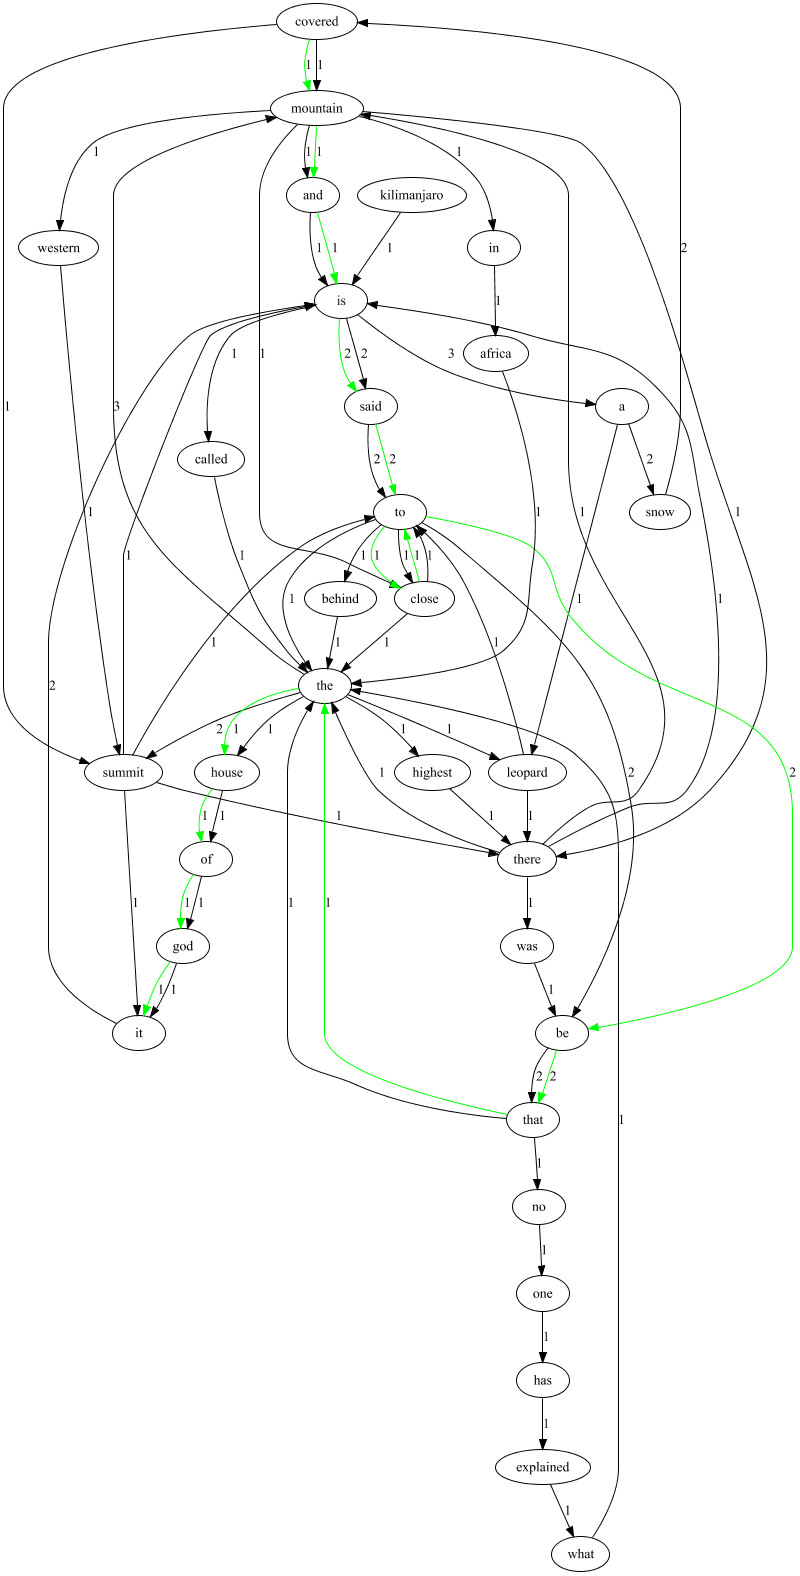 covered
1 1
mountain
1 1 1 1
and kilimanjaro
western in
1 1 1 1 2
is
africa
1 1 2 2 3
1 3 said a
called 2 2 2
to snow
1 1 1 1
1 1 1 1 1 1
behind close
1 1 1 1 1
1 1 1
the
2 2 1 1 1 1
summit house highest leopard 2 2
1 1 1 1 1
of there
1 1 1 1 1 1
god was
1 1 1
it be
2 2
that
1
no
1
one
1
has
1 1
explained
1
what